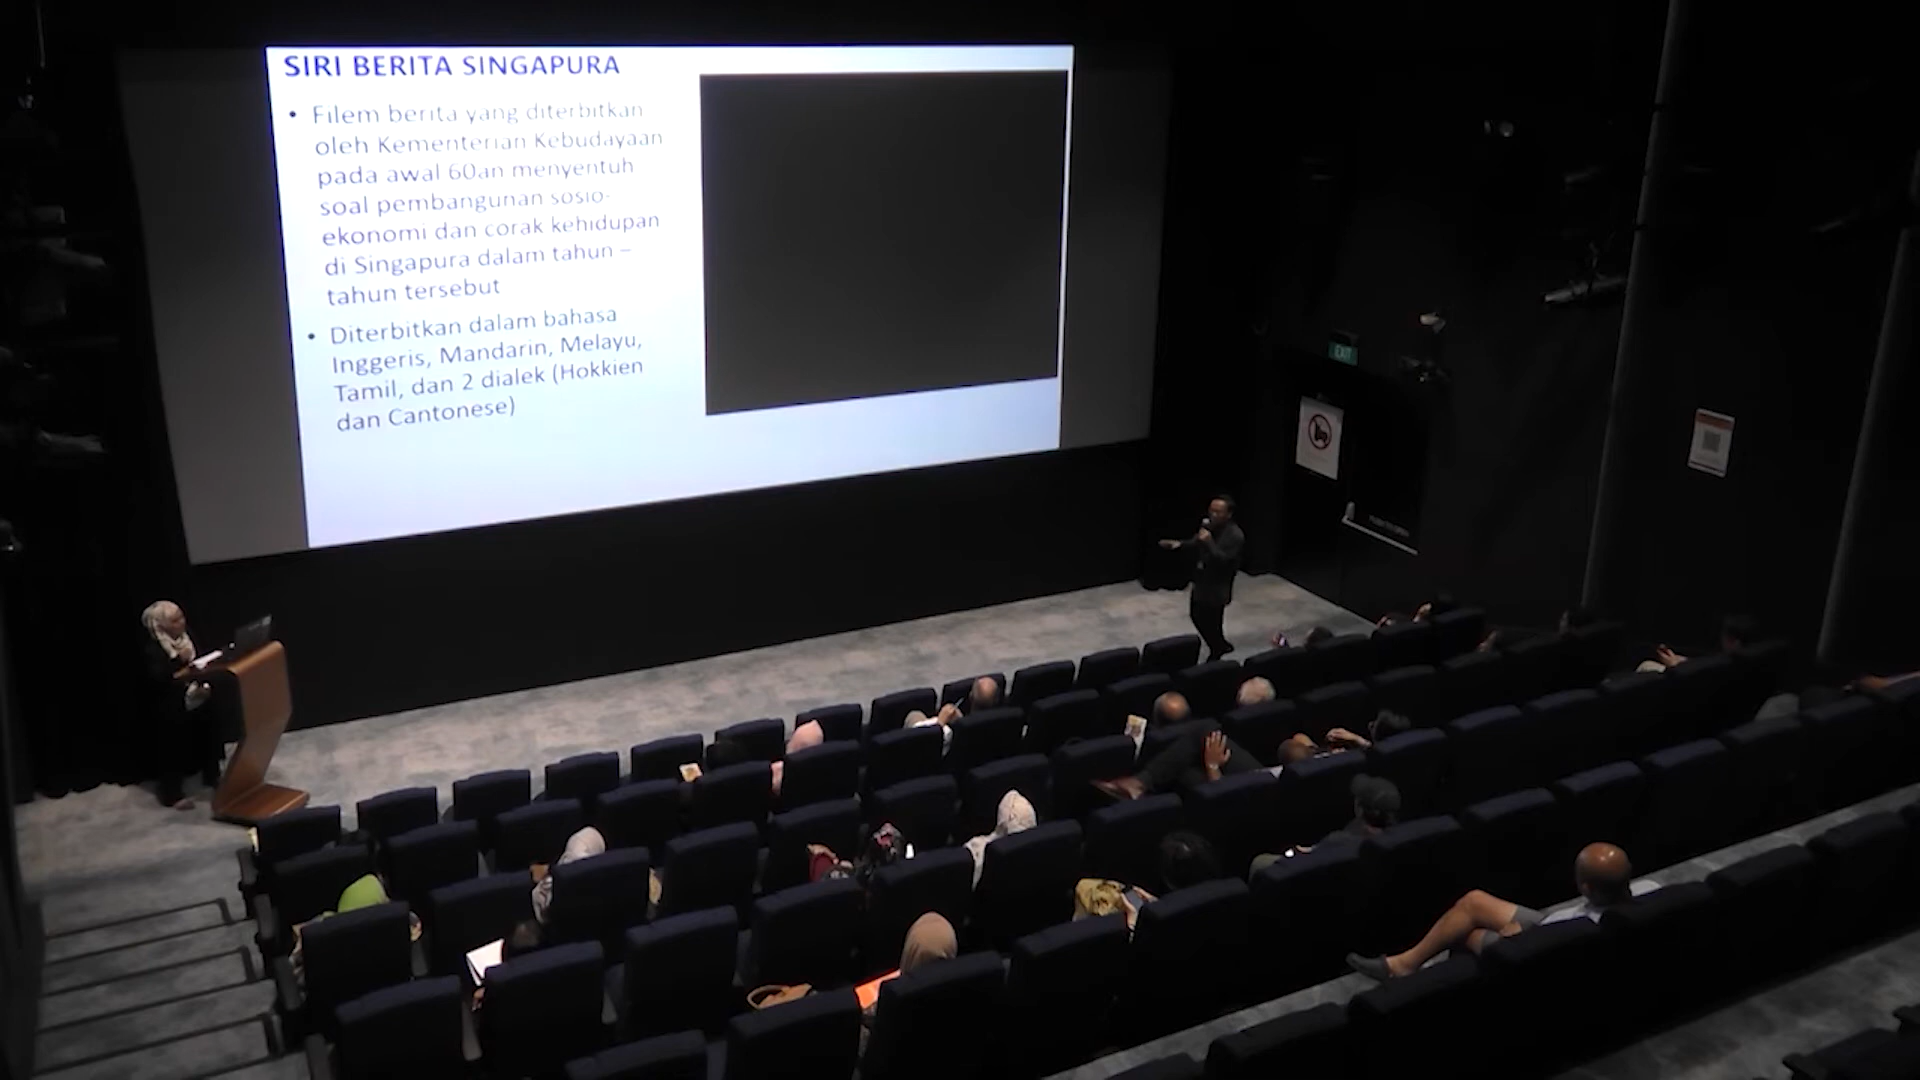 SIRI BERITA SINGAPURA
• Filem berita yang diterbitkan
oleh Kementerian Kebudayaan
pada awal 60an menyentuh
soal pembangunan sosio-
ekonomi dan corak kehidupan
di Singapura dalam tahun –
tahun tersebut
• Diterbitkan dalam bahasa
Inggeris, Mandarin, Melayu,
Tamil, dan 2 dialek (Hokkien
dan Cantonese)
EXIT